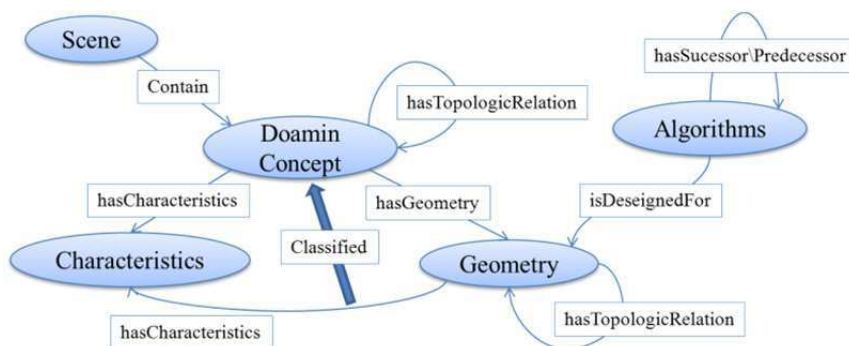 Scene
hasSucessor\Predecessor
Contain
hasTopologicRelation
Doamin
Concept
Algorithms
hasCharacteristics
hasGeometry
isDeseignedFor
Classified
Characteristics
Geometry
hasCharacteristics
hasTopologicRelation